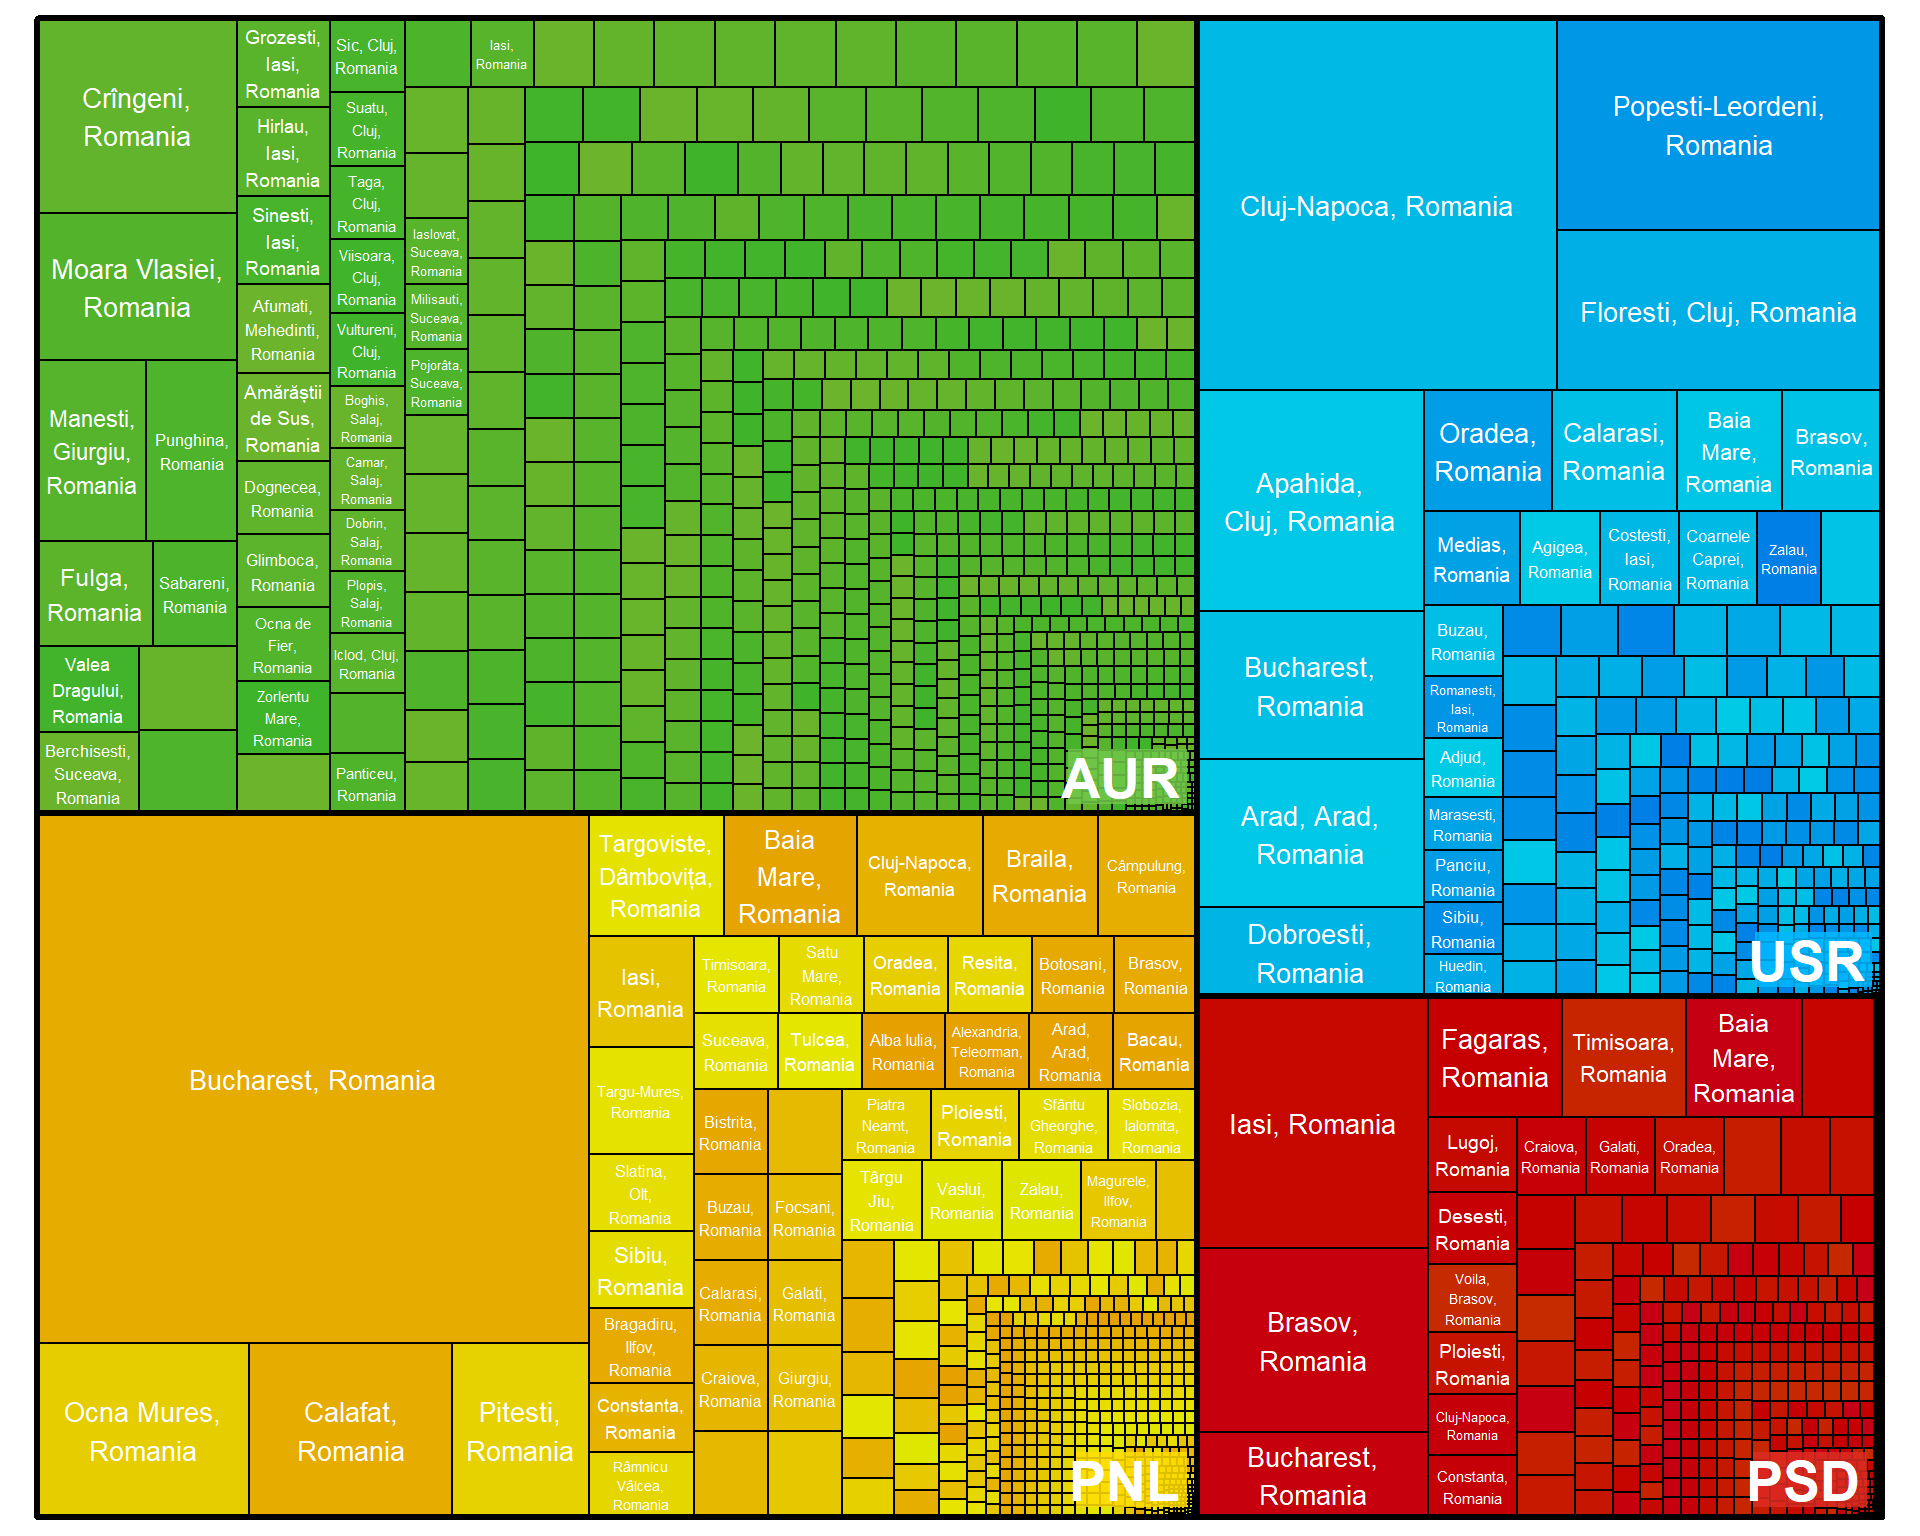 Crîngeni,
Romania
Moara Vlasiei,
Romania
Manesti,
Giurgiu,
Romania
Punghina,
Romania
Fulga,
Romania
Sabareni,
Romania
Valea
Dragului,
Romania
Berchisesti,
Suceava,
Romania
Grozesti,
Iasi,
Romania
Hirlau,
Iasi,
Romania
Sinesti,
Iasi,
Romania
Afumati,
Mehedinti,
Romania
Amărăștii
de Sus,
Romania
Dognecea,
Romania
Glimboca,
Romania
Ocna de
Fier,
Romania
Zorlentu
Mare,
Romania
Sic, Cluj,
Romania
Suatu,
Cluj,
Romania
Taga,
Cluj,
Romania
Viisoara,
Cluj,
Romania
Vultureni,
Cluj,
Romania
Boghis,
Salaj,
Romania
Camar,
Salaj,
Romania
Dobrin,
Salaj,
Romania
Plopis,
Salaj,
Romania
Iclod, Cluj,
Romania
Panticeu,
Romania
Iaslovat,
Suceava,
Romania
Milisauti,
Suceava,
Romania
Pojorâta,
Suceava,
Romania
Iasi,
Romania
AUR
Cluj-Napoca, Romania
Popesti-Leordeni,
Romania
Floresti, Cluj, Romania
Apahida,
Cluj, Romania
Bucharest,
Romania
Arad, Arad,
Romania
Dobroesti,
Romania
Oradea,
Romania
Calarasi,
Romania
Baia
Mare,
Romania
Brasov,
Romania
Medias,
Romania
Agigea,
Romania
Costesti,
Iasi,
Romania
Coarnele
Caprei,
Romania
Zalau,
Romania
Buzau,
Romania
Romanesti,
Iasi,
Romania
Adjud,
Romania
Marasesti,
Romania
Panciu,
Romania
Sibiu,
Romania
Huedin,
Romania
USR
Bucharest, Romania
Ocna Mures,
Romania
Calafat,
Romania
Pitesti,
Romania
Targoviste,
Dâmbovița,
Romania
Baia
Mare,
Romania
Cluj-Napoca,
Romania
Braila,
Romania
Câmpulung,
Romania
Iasi,
Romania
Targu-Mures,
Romania
Slatina,
Olt,
Romania
Sibiu,
Romania
Bragadiru,
Ilfov,
Romania
Constanta,
Romania
Râmnicu
Vâlcea,
Romania
Timisoara,
Romania
Satu
Mare,
Romania
Oradea,
Romania
Resita,
Romania
Botosani,
Romania
Brasov,
Romania
Suceava,
Romania
Tulcea,
Romania
Alba Iulia,
Romania
Alexandria,
Teleorman,
Romania
Arad,
Arad,
Romania
Bacau,
Romania
Bistrita,
Romania
Buzau,
Romania
Focsani,
Romania
Calarasi,
Romania
Galati,
Romania
Craiova,
Romania
Giurgiu,
Romania
Piatra
Neamt,
Romania
Ploiesti,
Romania
Sfântu
Gheorghe,
Romania
Slobozia,
Ialomita,
Romania
Târgu
Jiu,
Romania
Vaslui,
Romania
Zalau,
Romania
Magurele,
Ilfov,
Romania
PNL
Iasi, Romania
Brasov,
Romania
Bucharest,
Romania
Fagaras,
Romania
Timisoara,
Romania
Baia
Mare,
Romania
Lugoj,
Romania
Craiova,
Romania
Galati,
Romania
Oradea,
Romania
Desesti,
Romania
Voila,
Brasov,
Romania
Ploiesti,
Romania
Cluj-Napoca,
Romania
Constanta,
Romania
PSD